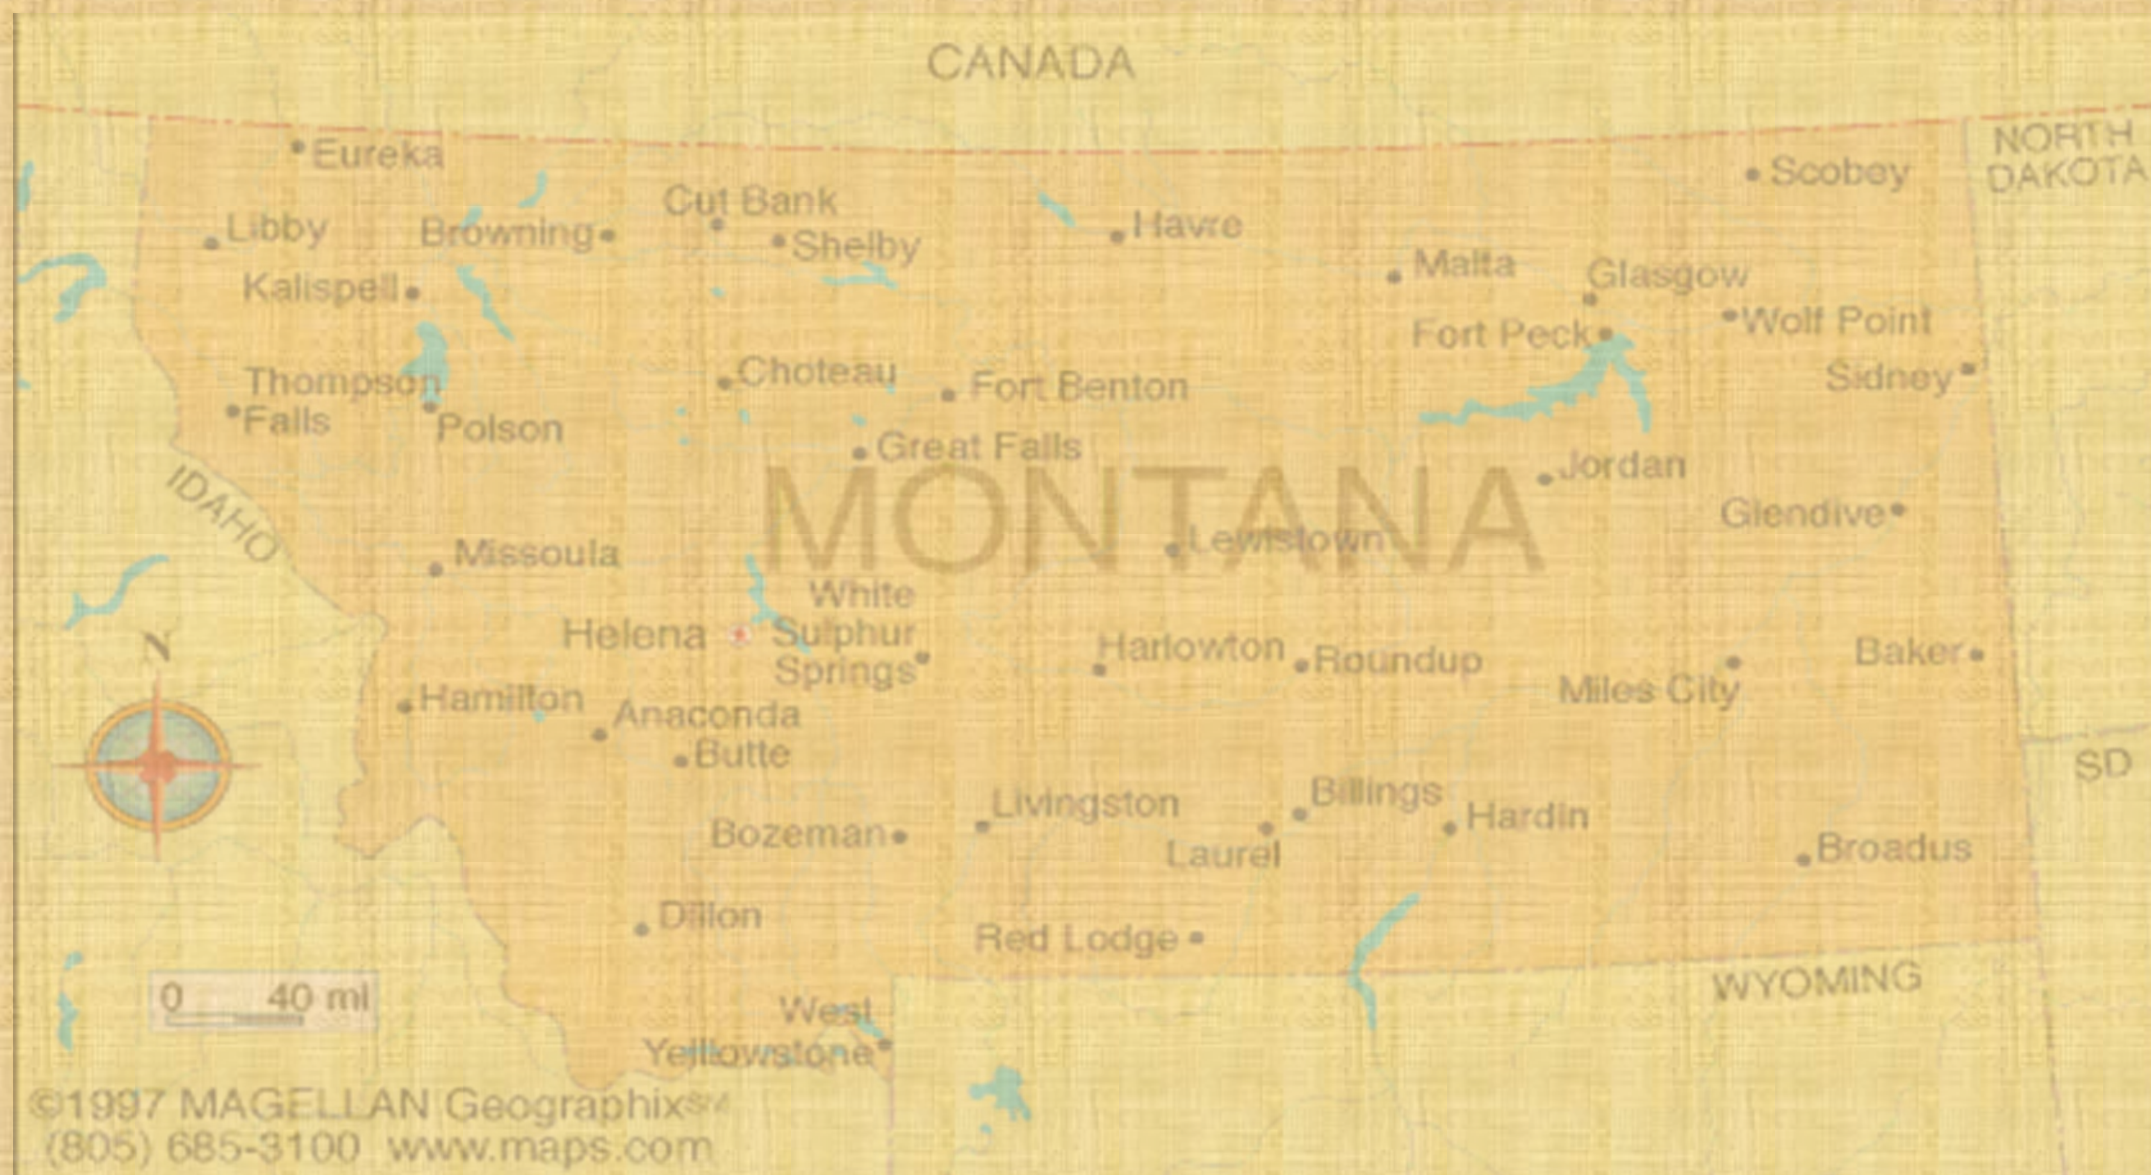 CANADA
NORTH
DAKOTA
Eureka
Scobey
Cut Bank
Libby
Browning
Shelby
Havre
Malta
Glasgow
Kalispell
Fort Peck
Wolf Point
Thompson
Falls
Choteau
Fort Benton
Sidney
Polson
Great Falls
MONTANA
Jordan
IDAHO
Glendive
Missoula
Lewistown
White
Sulphur
Springs
Helena
Harlowton
Roundup
Baker
Miles City
N
Hamilton
Anaconda
Butte
SD
Livingston
Billings
Hardin
Bozeman
Laurel
Broadus
Dillon
Red Lodge
WYOMING
0 40 mi
West
Yellowstone
©1997 MAGELLAN Geographix℠
(805) 685-3100 www.maps.com